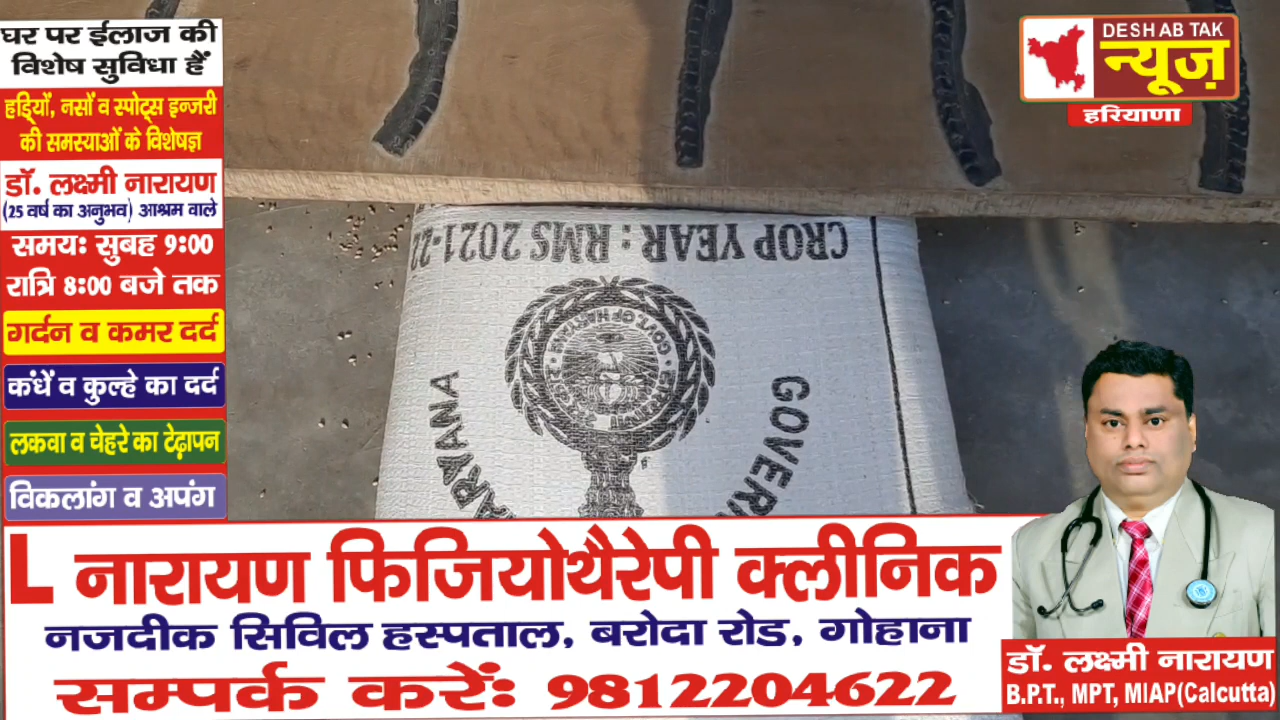 घर पर ईलाज की
विशेष सुविधा हैं
हड्डियों, नसों व स्पोट्स इन्जरी
की समस्याओं के विशेषज्ञ
डॉ. लक्ष्मी नारायण
(25 वर्ष का अनुभव) आश्रम वाले
समयः सुबह 9:00
रात्रि 8:00 बजे तक
गर्दन व कमर दर्द
कंधें व कुल्हे का दर्द
लकवा व चेहरे का टेढ़ापन
विकलांग व अपंग
DESH AB TAK
न्यूज़
हरियाणा
CROP YEAR : RMS 2021-22
GOVT OF HARYANA
ARYANA
GOVER
L नारायण फिजियोथैरेपी क्लीनिक
नजदीक सिविल हस्पताल, बरोदा रोड, गोहाना
सम्पर्क करें: 9812204622
डॉ. लक्ष्मी नारायण
B.P.T., MPT, MIAP(Calcutta)